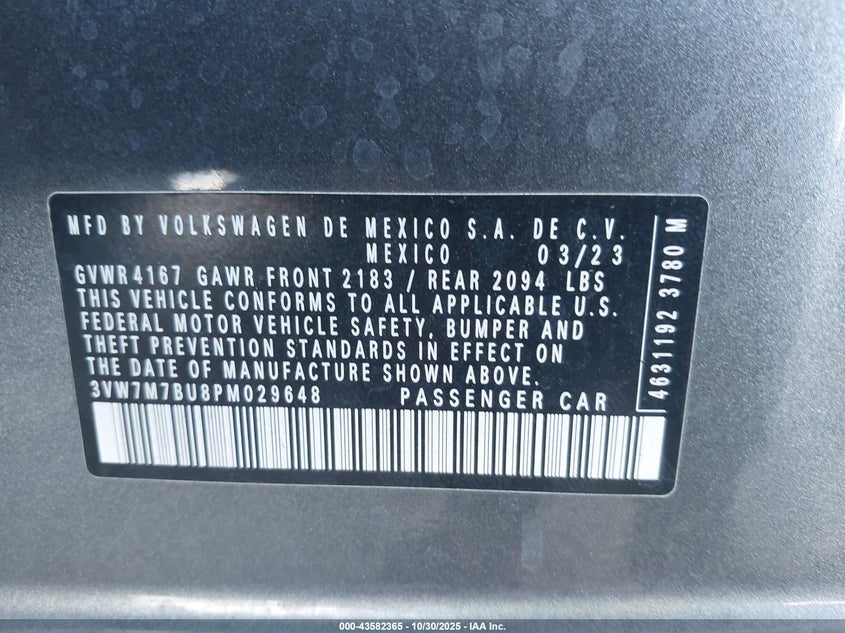 MFD BY VOLKSWAGEN DE MEXICO S.A. DE C.V.
MEXICO 03/23
GVWR4167 GAWR FRONT 2183 / REAR 2094 LBS
THIS VEHICLE CONFORMS TO ALL APPLICABLE U.S.
FEDERAL MOTOR VEHICLE SAFETY, BUMPER AND
THEFT PREVENTION STANDARDS IN EFFECT ON
THE DATE OF MANUFACTURE SHOWN ABOVE.
3VW7M7BU8PM029648 PASSENGER CAR
4631192 3780 M
000-43582365 | 10/30/2025 - IAA Inc.